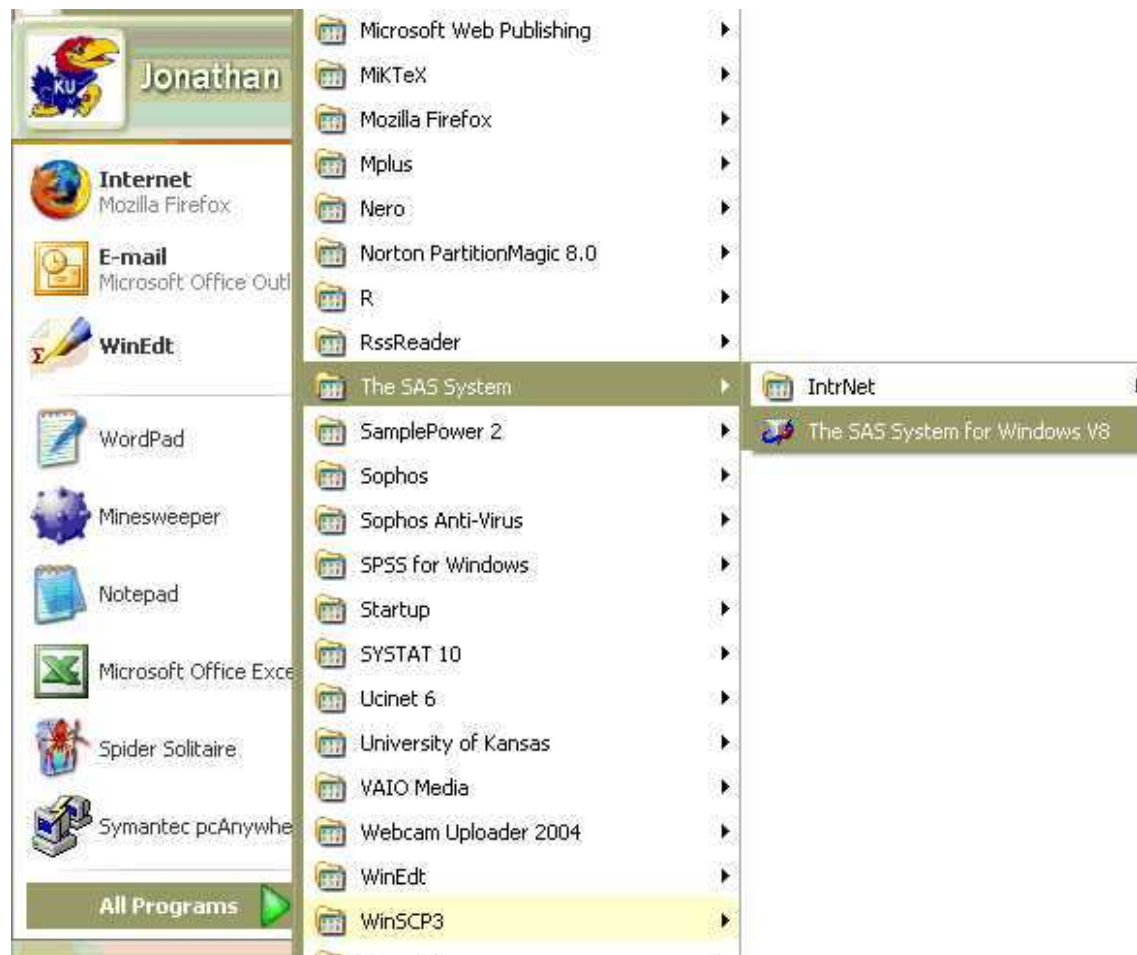 KU
Jonathan
Internet
Mozilla Firefox
E-mail
Microsoft Office Outl
WinEdt
WordPad
Minesweeper
Notepad
Microsoft Office Exce
Spider Solitaire
Symantec pcAnywhe
All Programs
Microsoft Web Publishing
MiKTeX
Mozilla Firefox
Mplus
Nero
Norton PartitionMagic 8.0
R
RssReader
The SAS System
SamplePower 2
Sophos
Sophos Anti-Virus
SPSS for Windows
Startup
SYSTAT 10
Ucinet 6
University of Kansas
VAIO Media
Webcam Uploader 2004
WinEdt
WinSCP3
IntrNet
The SAS System for Windows V8